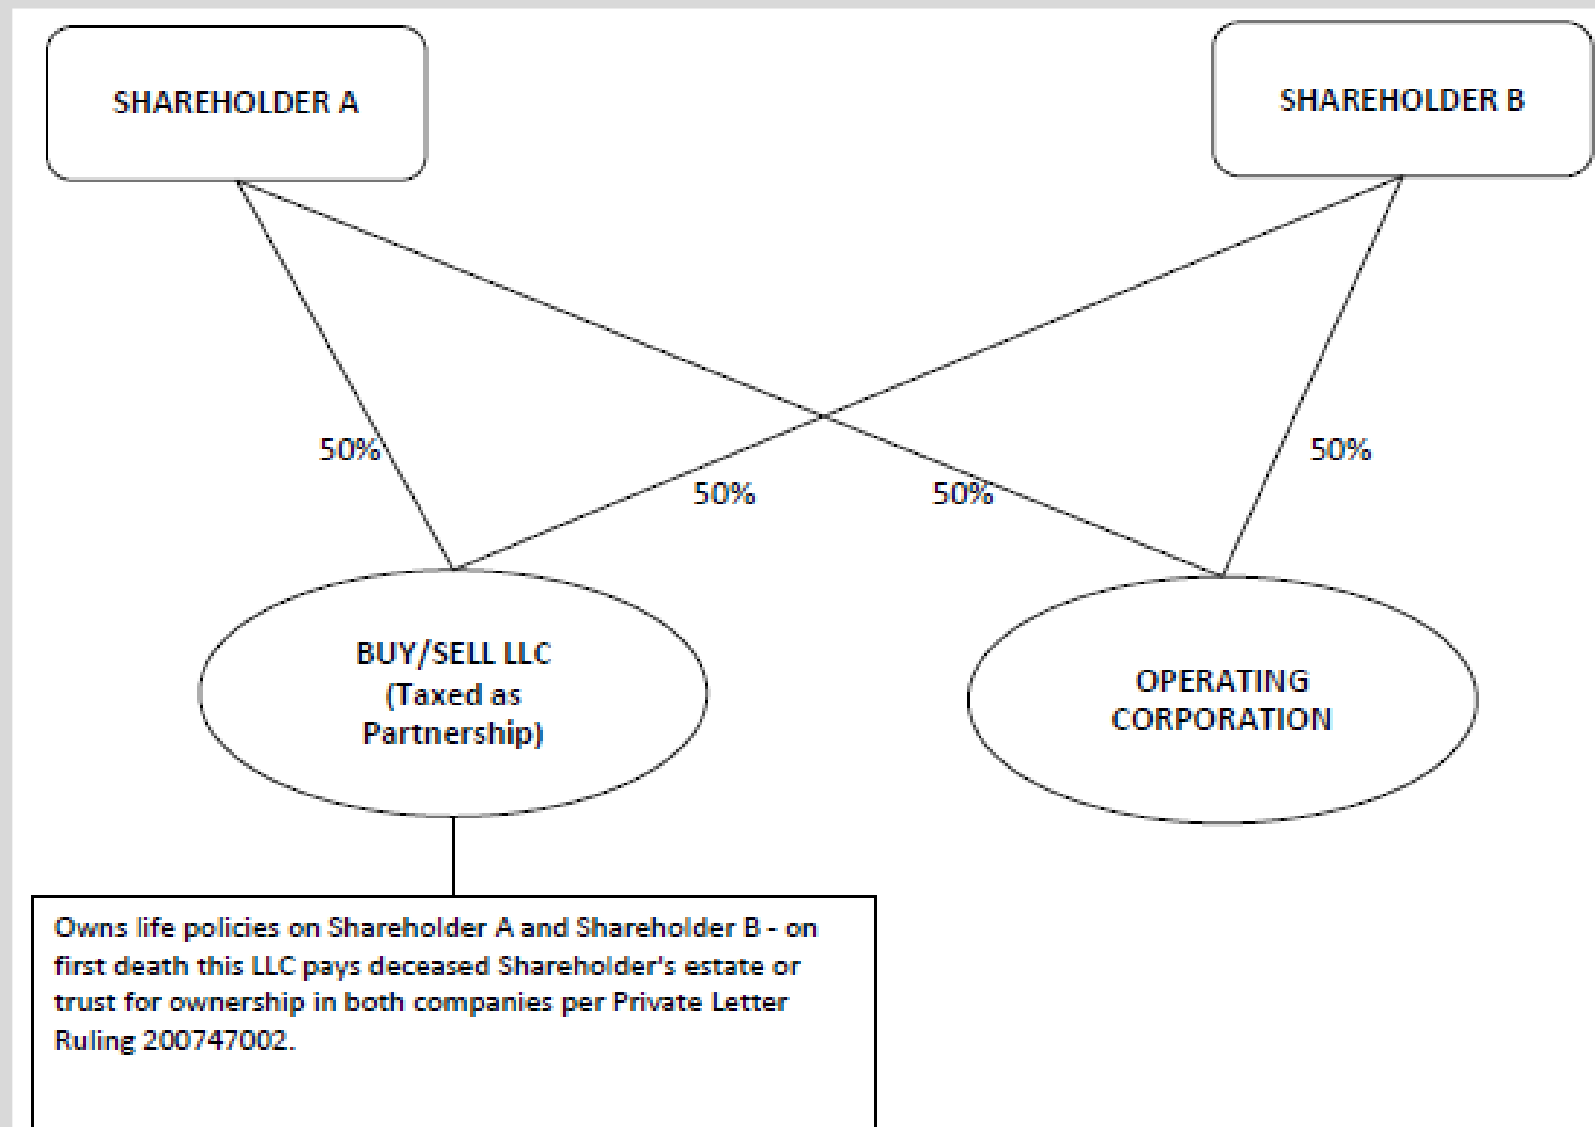 SHAREHOLDER A
SHAREHOLDER B
50%
50%
50%
50%
BUY/SELL LLC
(Taxed as
Partnership)
OPERATING
CORPORATION
Owns life policies on Shareholder A and Shareholder B - on
first death this LLC pays deceased Shareholder's estate or
trust for ownership in both companies per Private Letter
Ruling 200747002.